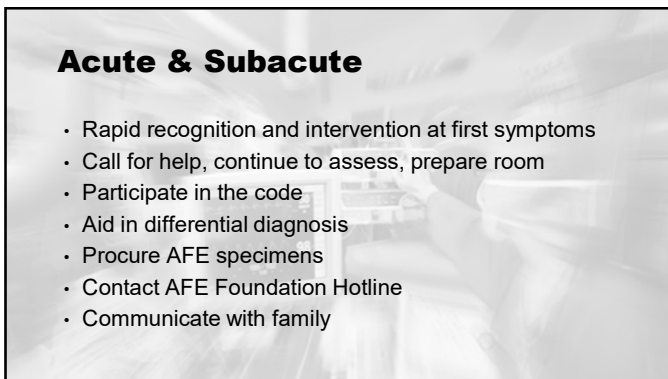 Acute & Subacute
• Rapid recognition and intervention at first symptoms
• Call for help, continue to assess, prepare room
• Participate in the code
• Aid in differential diagnosis
• Procure AFE specimens
• Contact AFE Foundation Hotline
• Communicate with family